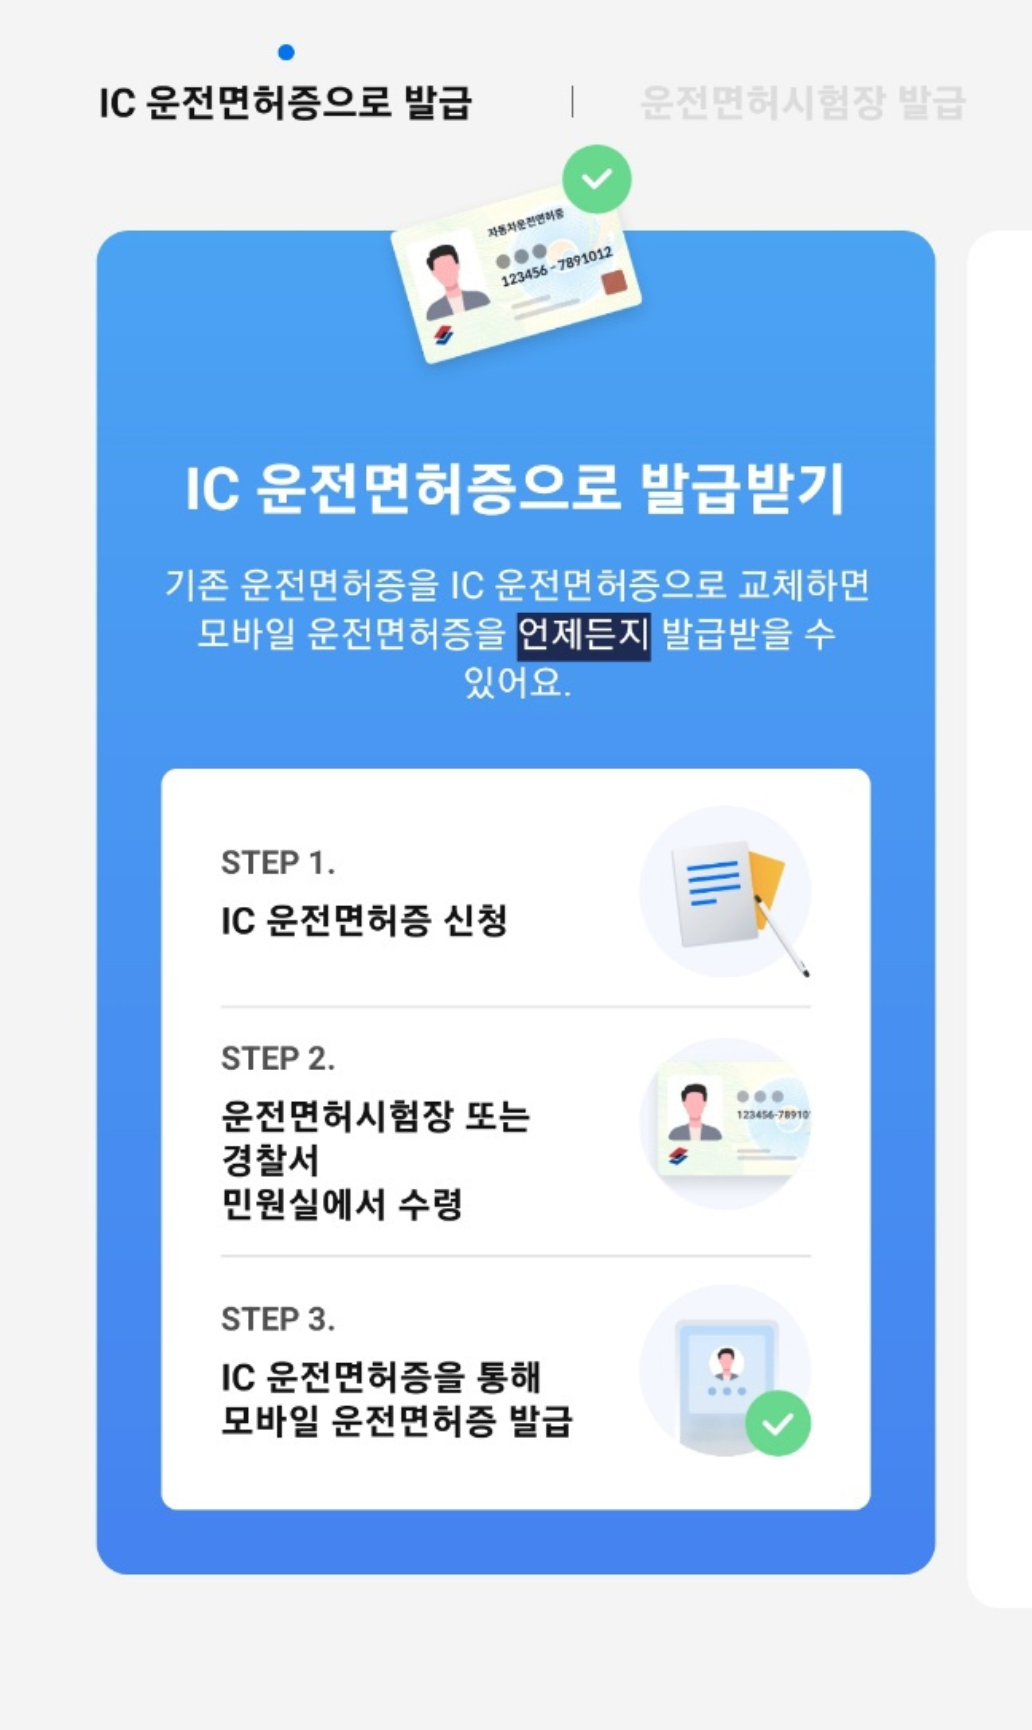 IC 운전면허증으로 발급
운전면허시험장 발급
자동차운전면허증
123456 - 7891012
IC 운전면허증으로 발급받기
기존 운전면허증을 IC 운전면허증으로 교체하면
모바일 운전면허증을 언제든지 발급받을 수
있어요.
STEP 1.
IC 운전면허증 신청
STEP 2.
운전면허시험장 또는
경찰서
민원실에서 수령
123456-78910
STEP 3.
IC 운전면허증을 통해
모바일 운전면허증 발급